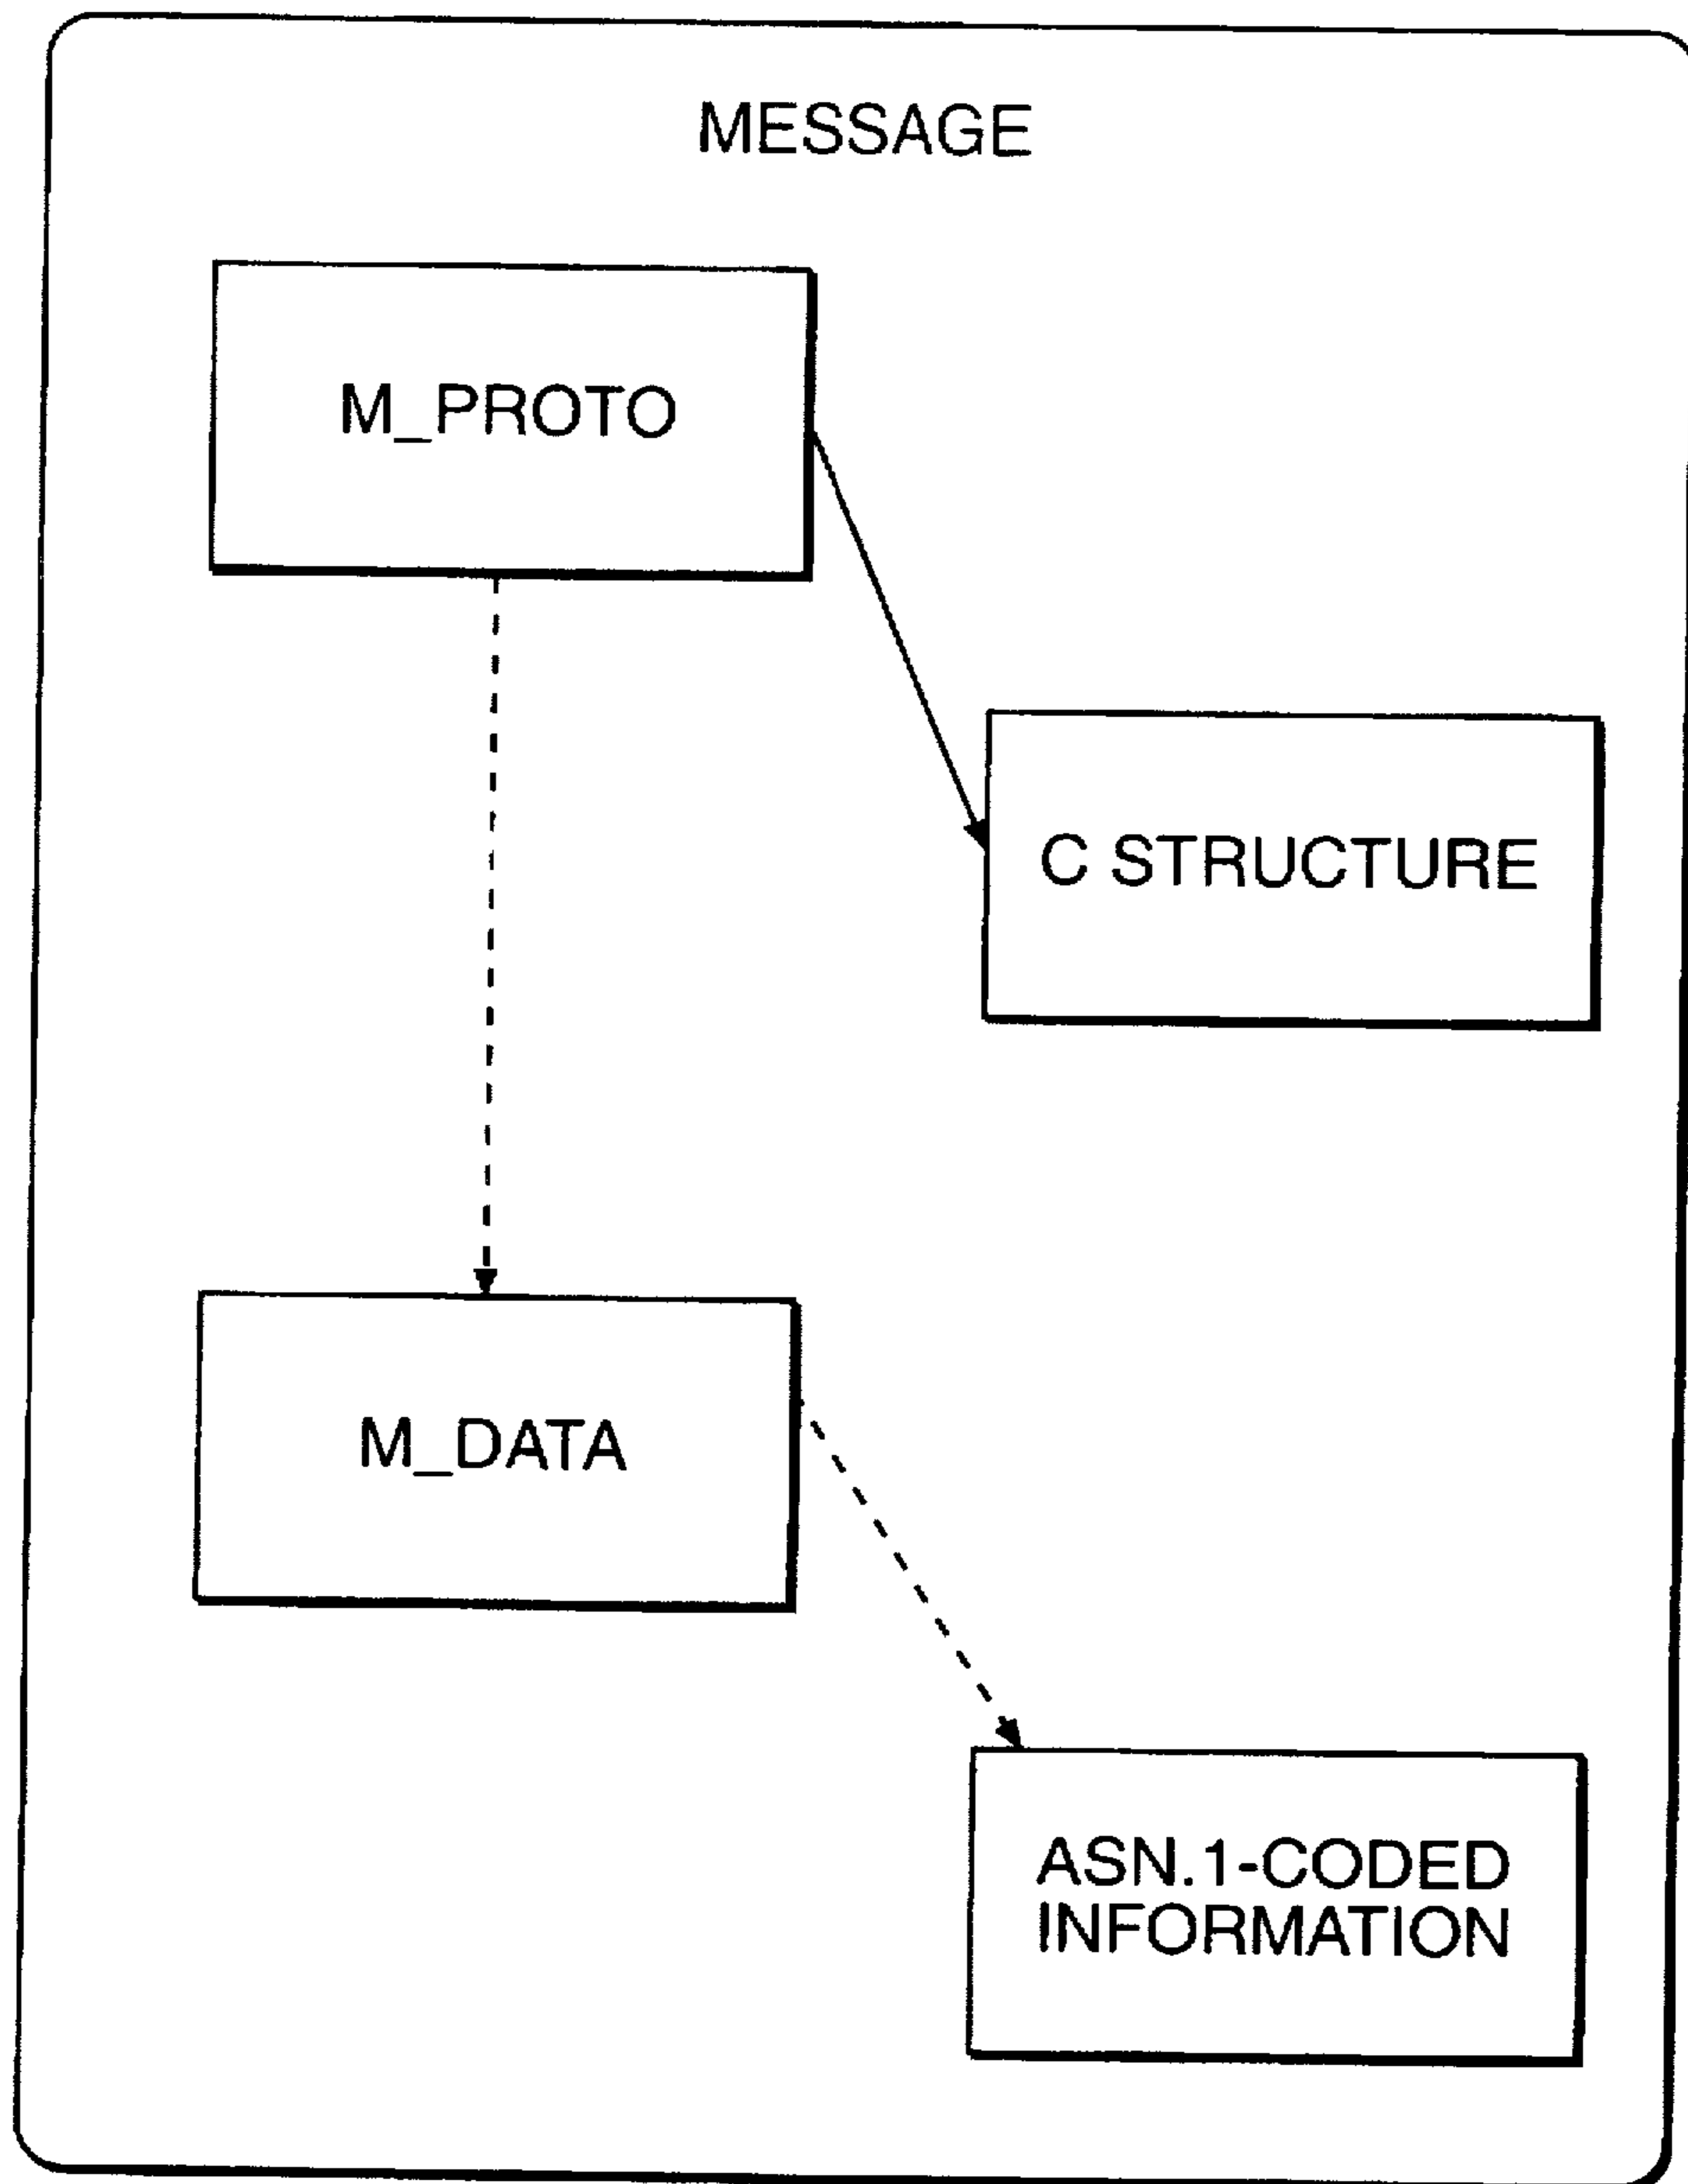 MESSAGE
M_PROTO
C STRUCTURE
M_DATA
ASN.1-CODED
INFORMATION